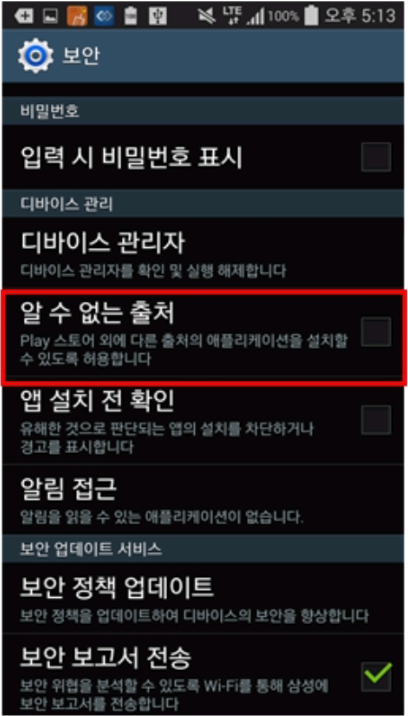 LTE 100% 오후 5:13
보안
비밀번호
입력 시 비밀번호 표시
디바이스 관리
디바이스 관리자
디바이스 관리자를 확인 및 실행 해제합니다
알 수 없는 출처
Play 스토어 외에 다른 출처의 애플리케이션을 설치할
수 있도록 허용합니다
앱 설치 전 확인
유해한 것으로 판단되는 앱의 설치를 차단하거나
경고를 표시합니다
알림 접근
알림을 읽을 수 있는 애플리케이션이 없습니다.
보안 업데이트 서비스
보안 정책 업데이트
보안 정책을 업데이트하여 디바이스의 보안을 향상합니다
보안 보고서 전송
보안 위협을 분석할 수 있도록 Wi-Fi를 통해 삼성에
보안 보고서를 전송합니다